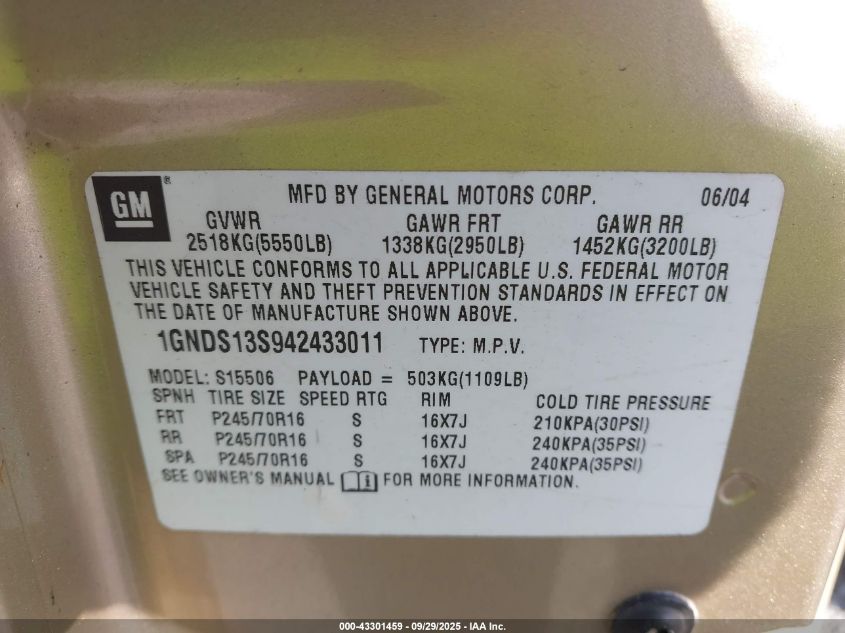 GM®
MFD BY GENERAL MOTORS CORP. 06/04
GVWR GAWR FRT GAWR RR
2518KG(5550LB) 1338KG(2950LB) 1452KG(3200LB)
THIS VEHICLE CONFORMS TO ALL APPLICABLE U.S. FEDERAL MOTOR
VEHICLE SAFETY AND THEFT PREVENTION STANDARDS IN EFFECT ON
THE DATE OF MANUFACTURE SHOWN ABOVE.
1GNDS13S942433011 TYPE: M.P.V.
MODEL: S15506 PAYLOAD = 503KG(1109LB)
SPNH TIRE SIZE SPEED RTG RIM COLD TIRE PRESSURE
FRT P245/70R16 S 16X7J 210KPA(30PSI)
RR P245/70R16 S 16X7J 240KPA(35PSI)
SPA P245/70R16 S 16X7J 240KPA(35PSI)
SEE OWNER'S MANUAL FOR MORE INFORMATION.
000-43301459 - 09/29/2025 - IAA Inc.